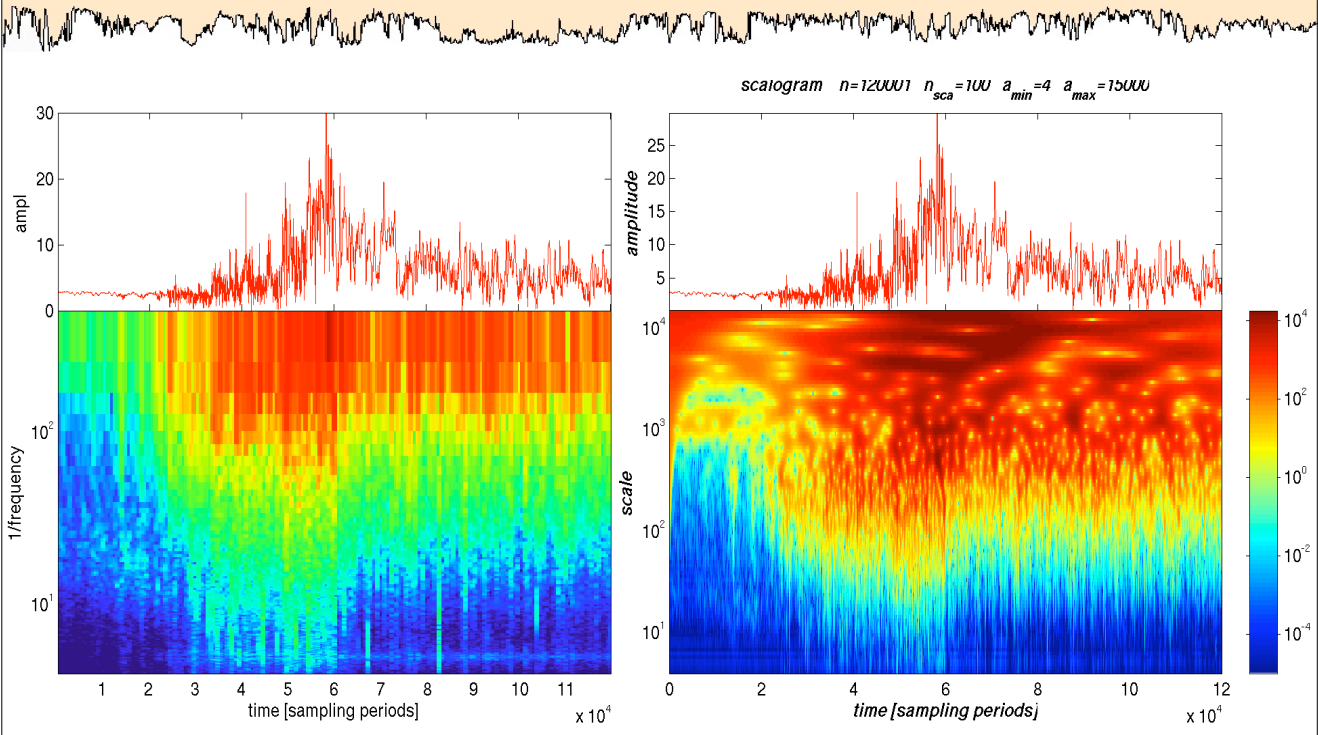 scalogram n=120001 n_sca=100 a_min=4 a_max=15000
30
20
10
0
ampl
10^2
10^1
1/frequency
1 2 3 4 5 6 7 8 9 10 11
time [sampling periods]
x 10^4
25
20
15
10
5
amplitude
10^4
10^3
10^2
10^1
scale
0 2 4 6 8 10 12
time [sampling periods]
x 10^4
10^4
10^2
10^0
10^-2
10^-4